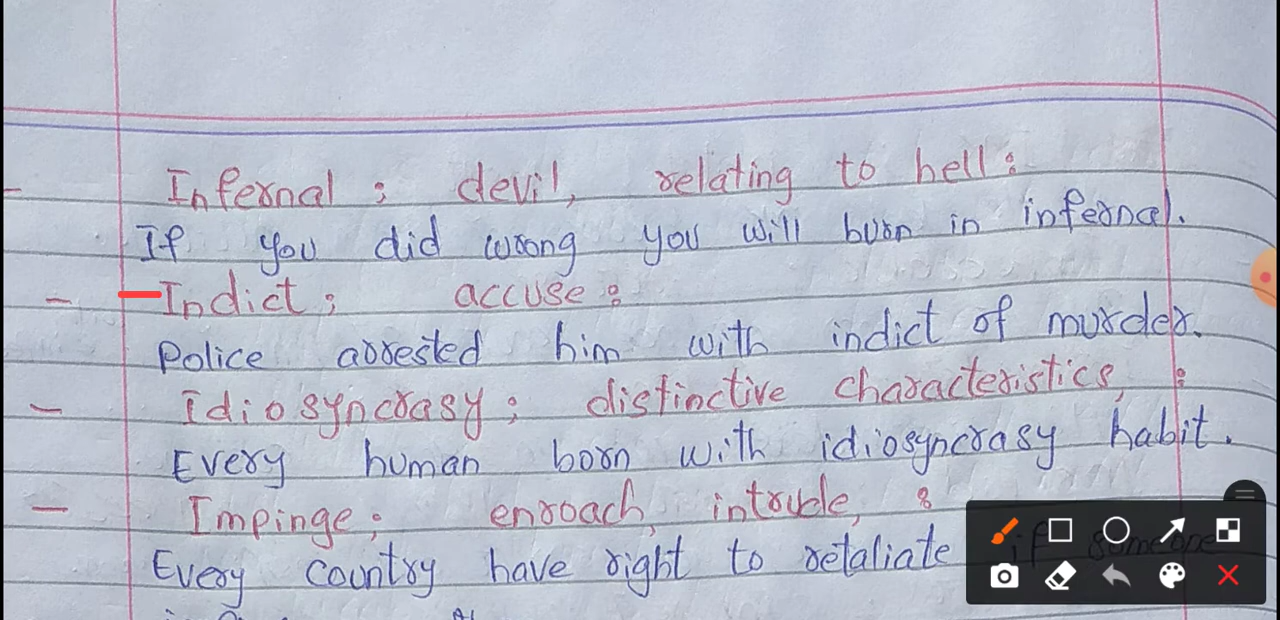 Infernal ; devil, relating to hell :
If you did wrong you will burn in infernal.
Indict ; accuse :
Police arrested him with indict of murder.
Idiosyncrasy ; distinctive characteristics, :
Every human born with idiosyncrasy habit.
Impinge ; enroach, intrude, :
Every country have right to retaliate if someone